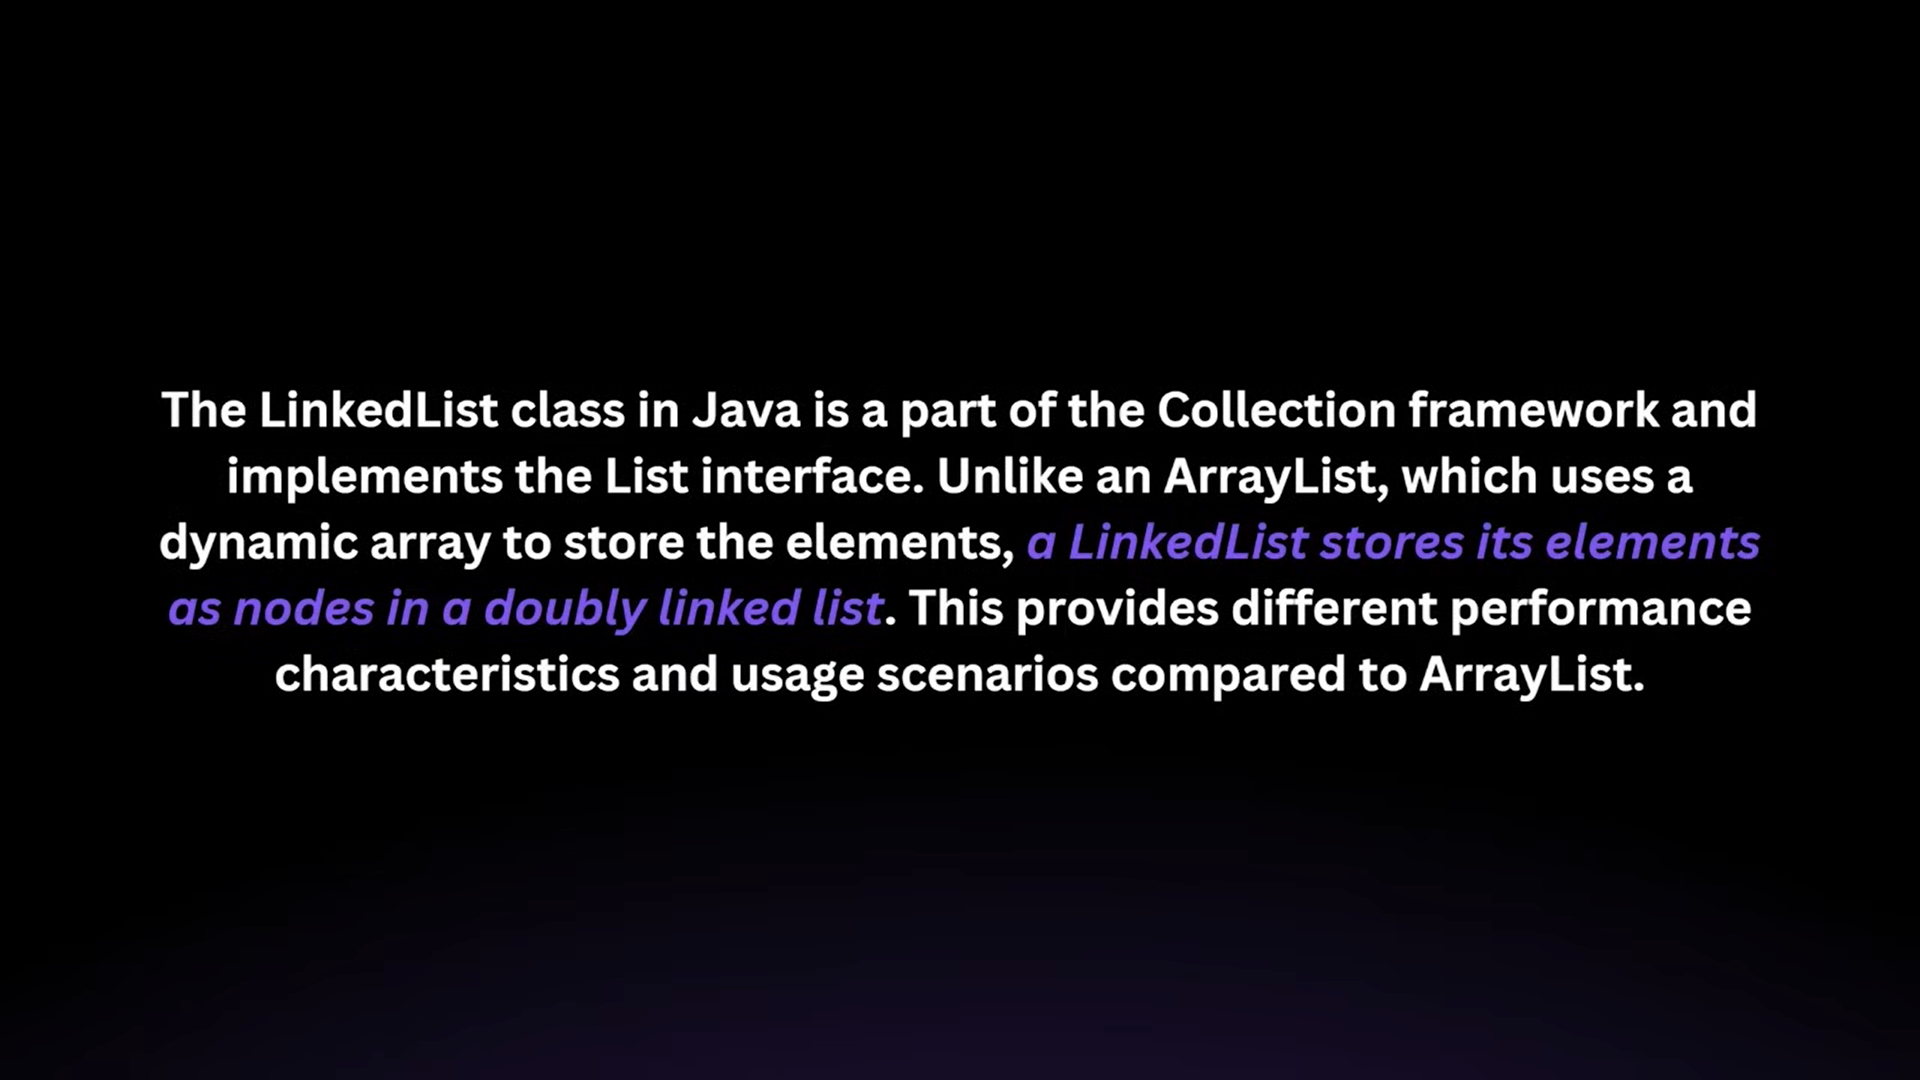 The LinkedList class in Java is a part of the Collection framework and
implements the List interface. Unlike an ArrayList, which uses a
dynamic array to store the elements, a LinkedList stores its elements
as nodes in a doubly linked list. This provides different performance
characteristics and usage scenarios compared to ArrayList.